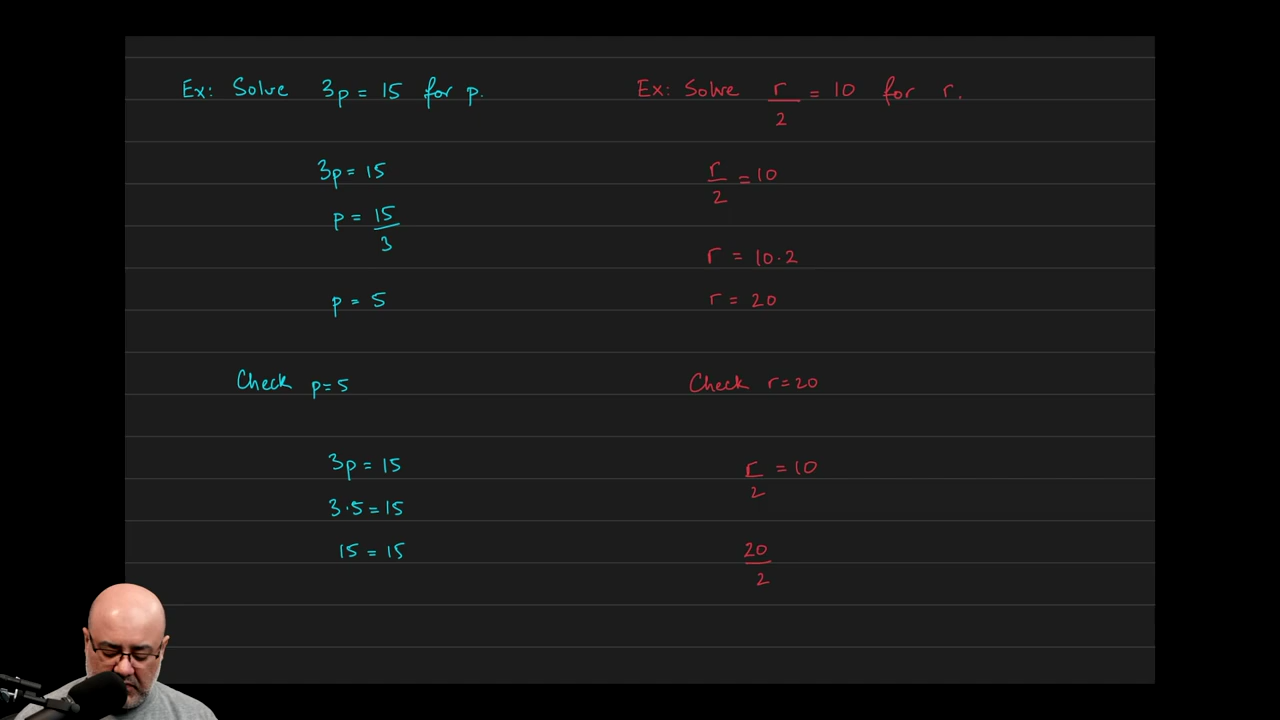 Ex: Solve 3p = 15 for p.
3p = 15
p = 15/3
p = 5
Check p = 5
3p = 15
3·5 = 15
15 = 15
Ex: Solve r/2 = 10 for r.
r/2 = 10
r = 10·2
r = 20
Check r = 20
r/2 = 10
20/2